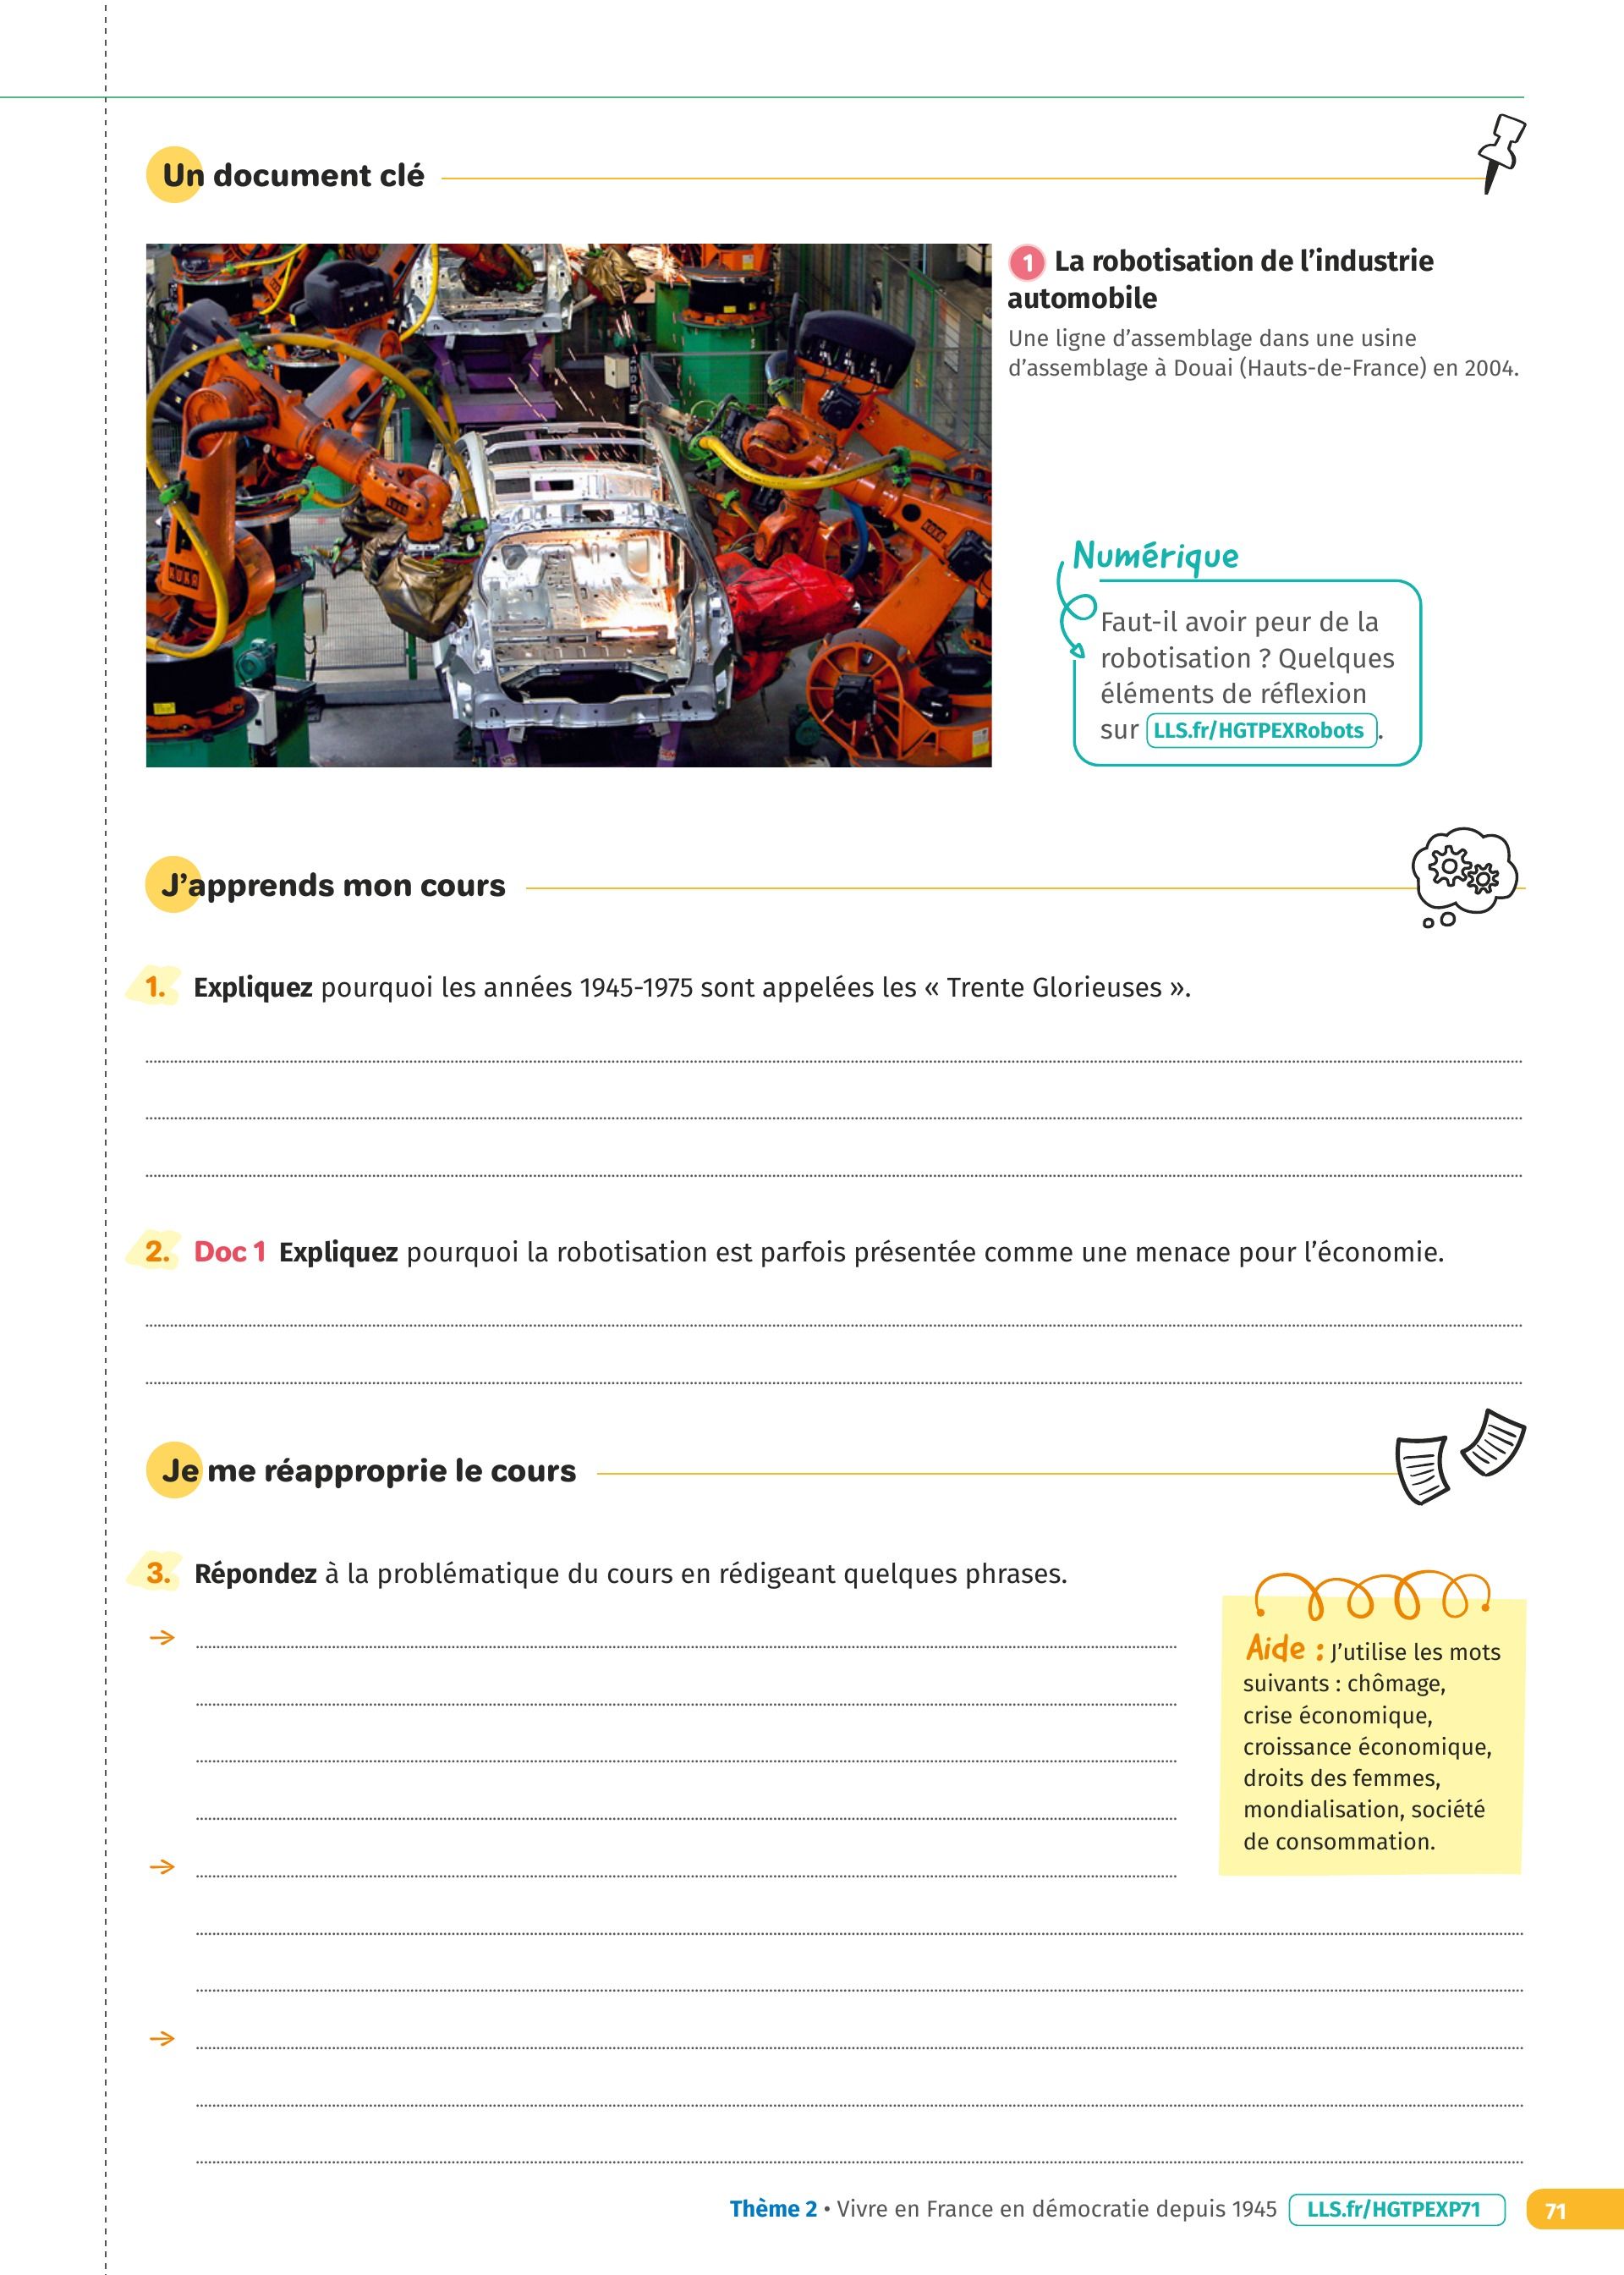 Un document clé
1 La robotisation de l'industrie
automobile
Une ligne d'assemblage dans une usine
d'assemblage à Douai (Hauts-de-France) en 2004.
KUKA
KUKA
KUKA
Numérique
Faut-il avoir peur de la
robotisation ? Quelques
éléments de réflexion
sur LLS.fr/HGTPEXRobots .
J'apprends mon cours
1. Expliquez pourquoi les années 1945-1975 sont appelées les « Trente Glorieuses ».
2. Doc 1 Expliquez pourquoi la robotisation est parfois présentée comme une menace pour l'économie.
Je me réapproprie le cours
3. Répondez à la problématique du cours en rédigeant quelques phrases.
Aide : J'utilise les mots
suivants : chômage,
crise économique,
croissance économique,
droits des femmes,
mondialisation, société
de consommation.
Thème 2 • Vivre en France en démocratie depuis 1945 LLS.fr/HGTPEXP71 71